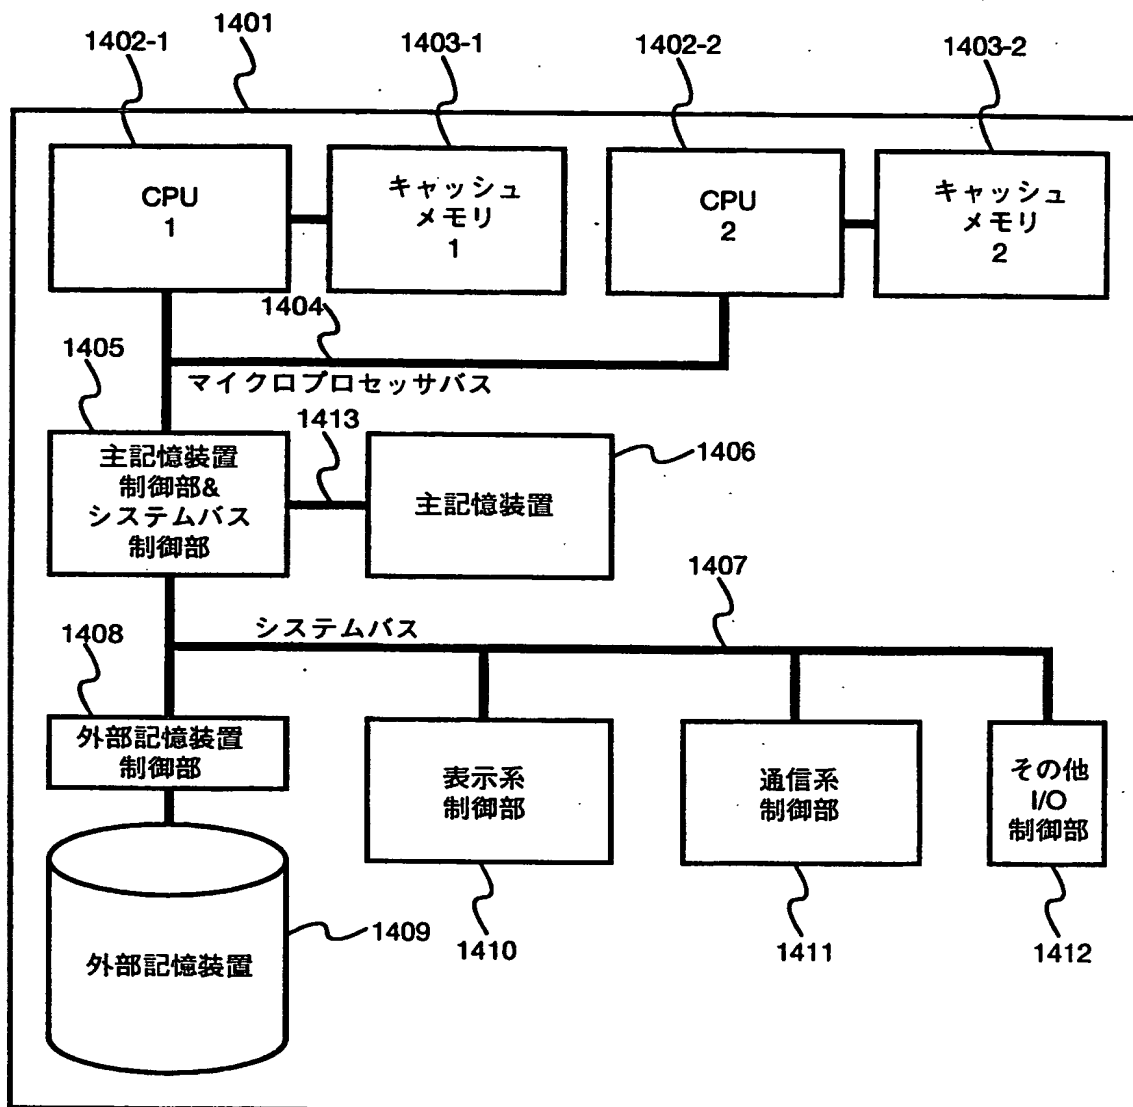 1401
1402-1
1403-1
1402-2
1403-2
CPU
1
キャッシュ
メモリ
1
CPU
2
キャッシュ
メモリ
2
1404
マイクロプロセッサバス
1405
1413
主記憶装置
制御部&
システムバス
制御部
主記憶装置
1406
1407
システムバス
1408
外部記憶装置
制御部
表示系
制御部
通信系
制御部
その他
I/O
制御部
外部記憶装置
1409
1410
1411
1412